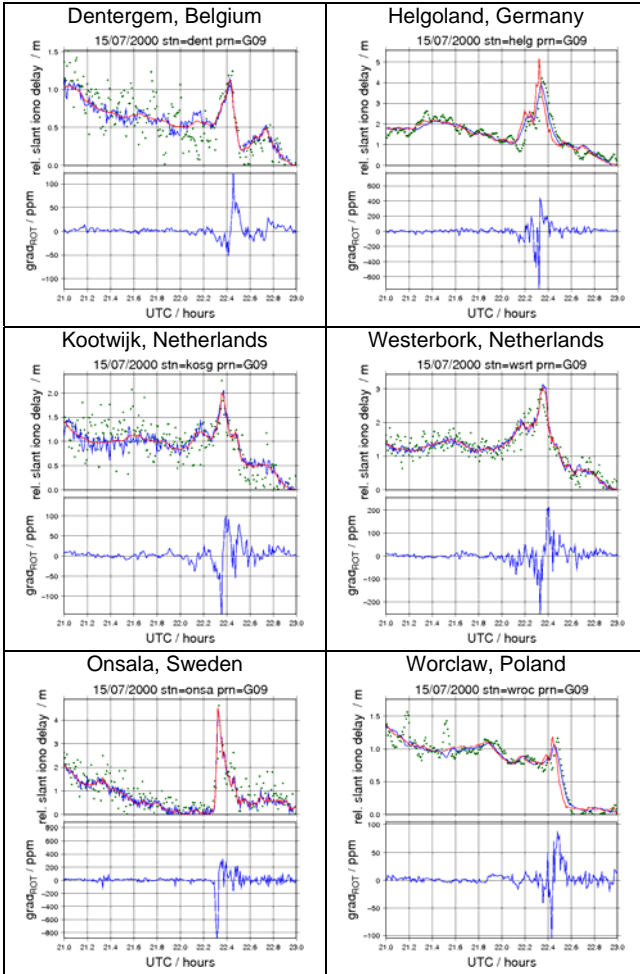 Dentergem, Belgium
15/07/2000 stn=dent prn=G09
rel. slant iono delay / m
1.5
1.0
0.5
0.0
grad_ROT / ppm
100
50
0
−50
−100
21.0 21.2 21.4 21.6 21.8 22.0 22.2 22.4 22.6 22.8 23.0
UTC / hours
Helgoland, Germany
15/07/2000 stn=helg prn=G09
rel. slant iono delay / m
5
4
3
2
1
0
grad_ROT / ppm
600
400
200
0
−200
−400
−600
21.0 21.2 21.4 21.6 21.8 22.0 22.2 22.4 22.6 22.8 23.0
UTC / hours
Kootwijk, Netherlands
15/07/2000 stn=kosg prn=G09
rel. slant iono delay / m
2.0
1.5
1.0
0.5
0.0
grad_ROT / ppm
100
50
0
−50
−100
21.0 21.2 21.4 21.6 21.8 22.0 22.2 22.4 22.6 22.8 23.0
UTC / hours
Westerbork, Netherlands
15/07/2000 stn=wsrt prn=G09
rel. slant iono delay / m
3
2
1
0
grad_ROT / ppm
200
100
0
−100
−200
21.0 21.2 21.4 21.6 21.8 22.0 22.2 22.4 22.6 22.8 23.0
UTC / hours
Onsala, Sweden
15/07/2000 stn=onsa prn=G09
rel. slant iono delay / m
4
3
2
1
0
grad_ROT / ppm
800
600
400
200
0
−200
−400
−600
−800
21.0 21.2 21.4 21.6 21.8 22.0 22.2 22.4 22.6 22.8 23.0
UTC / hours
Worclaw, Poland
15/07/2000 stn=wroc prn=G09
rel. slant iono delay / m
1.5
1.0
0.5
0.0
grad_ROT / ppm
100
50
0
−50
−100
21.0 21.2 21.4 21.6 21.8 22.0 22.2 22.4 22.6 22.8 23.0
UTC / hours